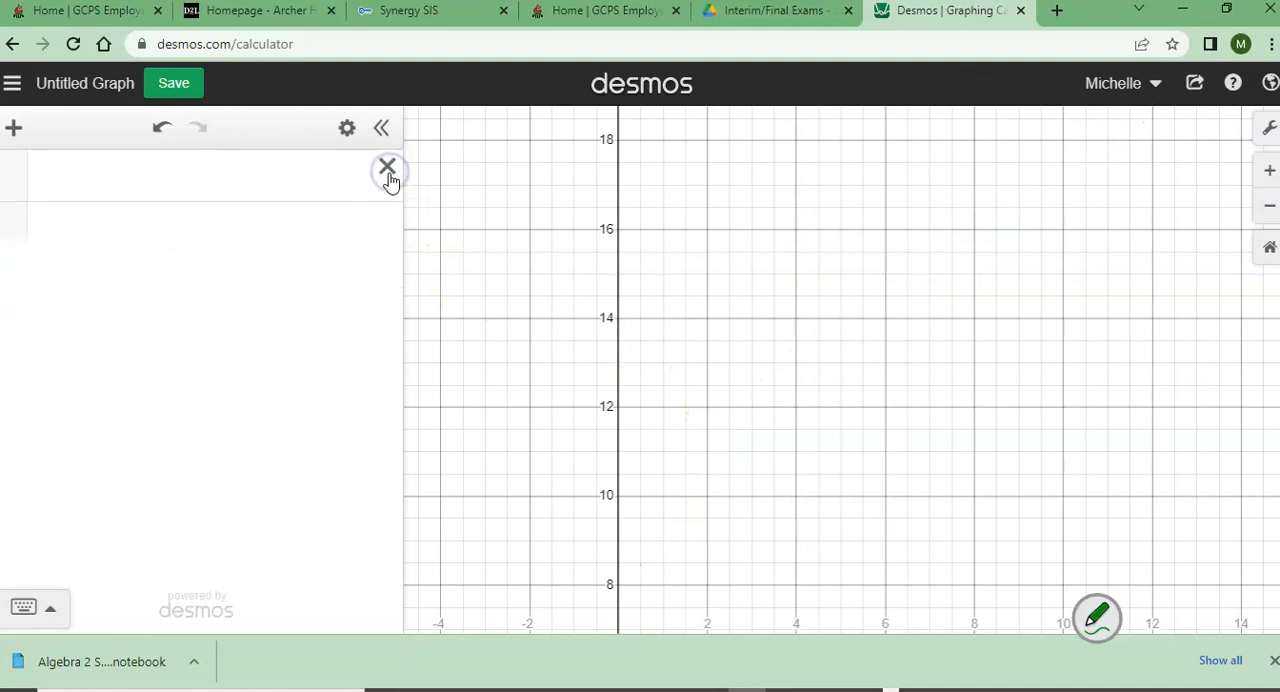 Home | GCPS Employ
Homepage - Archer H
Synergy SIS
Home | GCPS Employ
Interim/Final Exams -
Desmos | Graphing Ca
desmos.com/calculator
M
Untitled Graph
Save
desmos
Michelle
18
16
14
12
10
8
-4
-2
2
4
6
8
10
12
14
powered by
desmos
Algebra 2 S....notebook
Show all